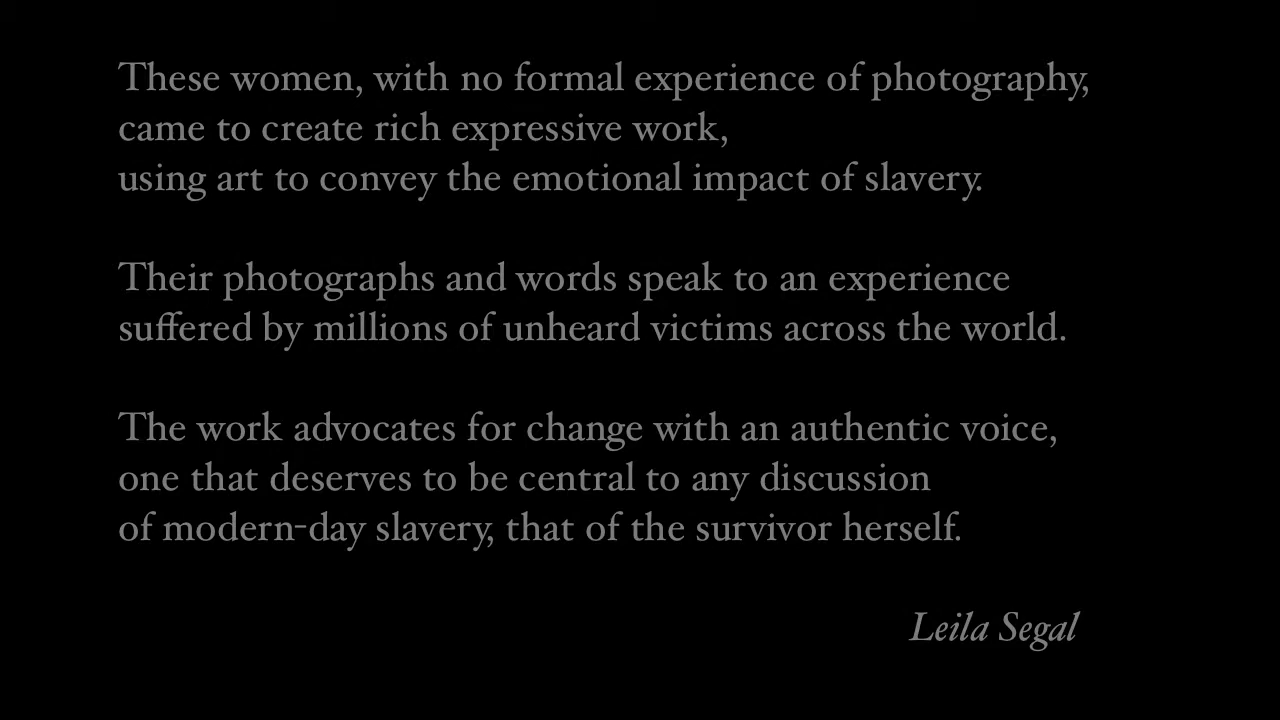 These women, with no formal experience of photography,
came to create rich expressive work,
using art to convey the emotional impact of slavery.
Their photographs and words speak to an experience
suffered by millions of unheard victims across the world.
The work advocates for change with an authentic voice,
one that deserves to be central to any discussion
of modern-day slavery, that of the survivor herself.
Leila Segal